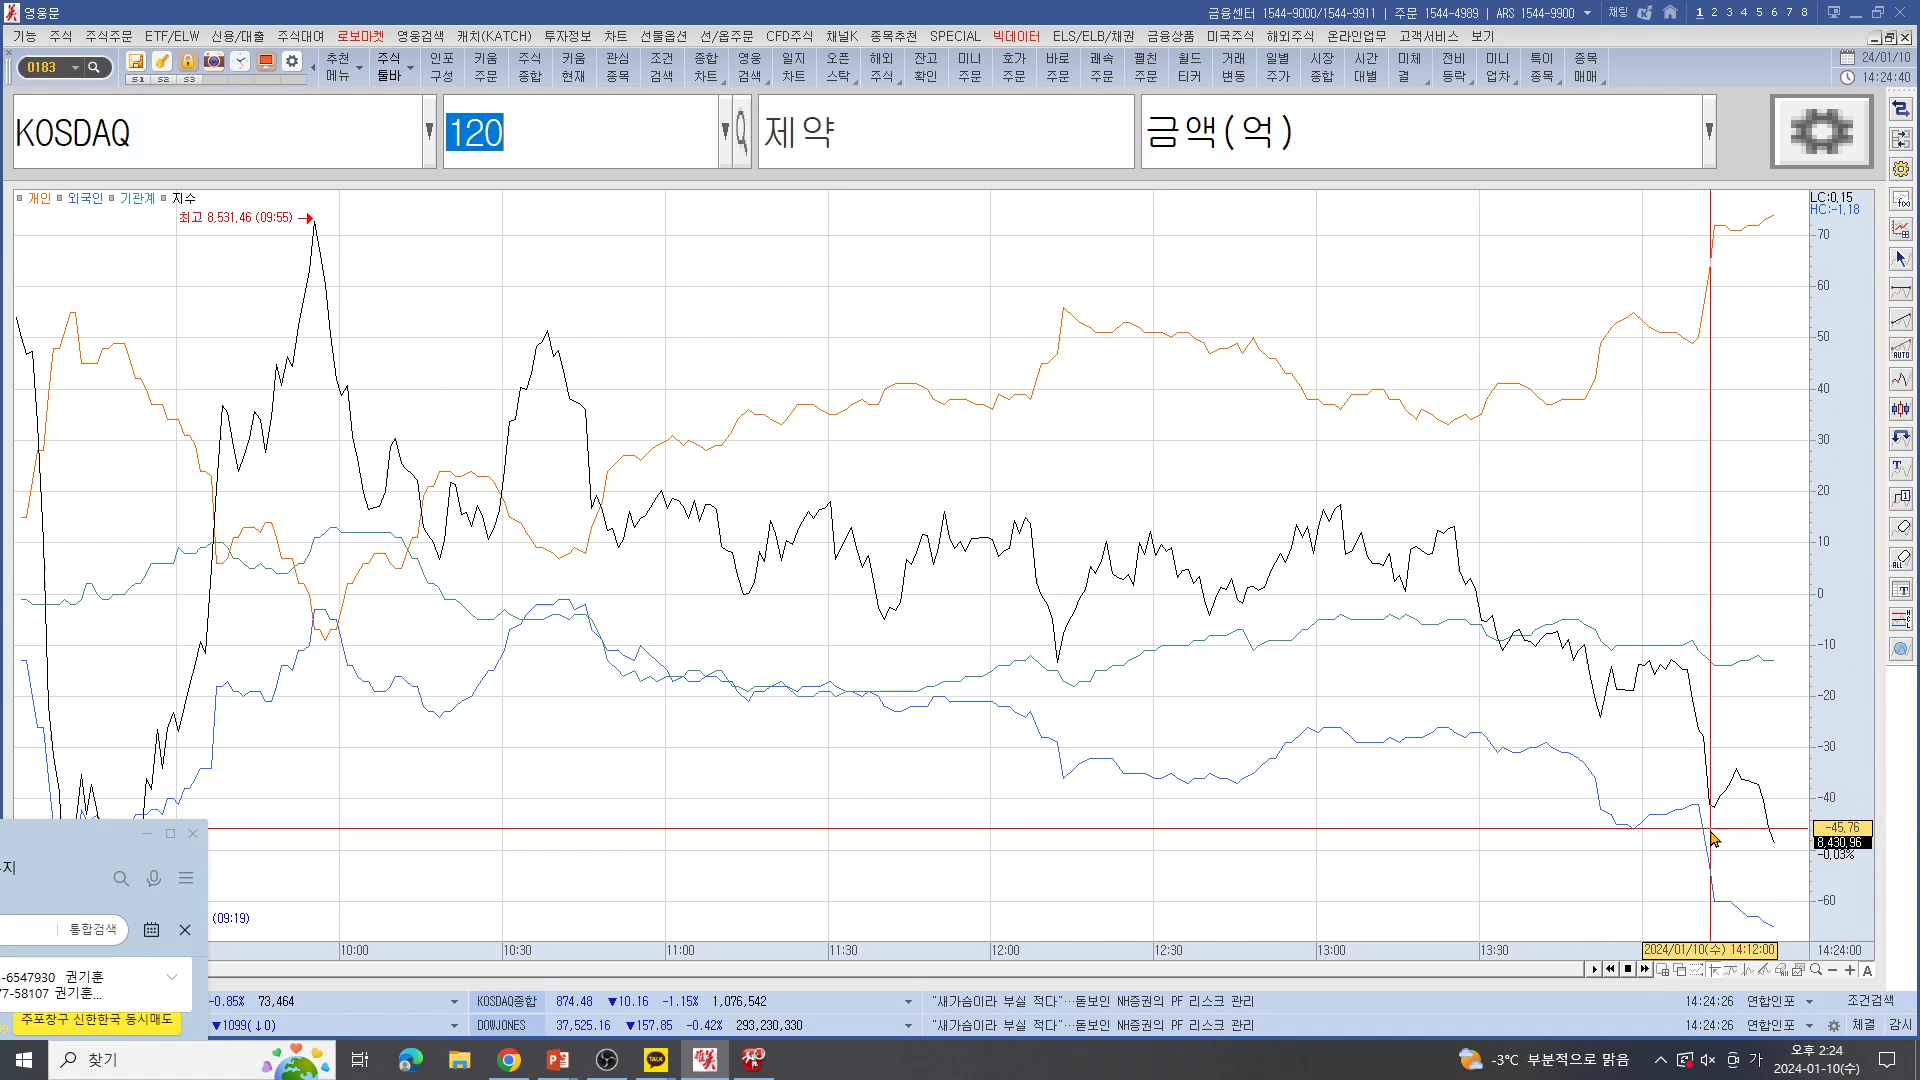 영웅문
금융센터 1544-9000/1544-9911 | 주문 1544-4989 | ARS 1544-9900 채팅 1 2 3 4 5 6 7 8
기능 주식 주식주문 ETF/ELW 신용/대출 주식대여 로보마켓 영웅검색 캐치(KATCH) 투자정보 차트 선물옵션 선/옵주문 CFD주식 채널K 종목추천 SPECIAL 빅데이터 ELS/ELB/채권 금융상품 미국주식 해외주식 온라인업무 고객서비스 보기
0183 S1 S2 S3
추천 주식 인포 키움 주식 키움 관심 조건 종합 영웅 일지 오픈 해외 잔고 미니 호가 바로 쾌속 펼친 월드 거래 일별 시장 시간 미체 전비 미니 특이 종목
메뉴 툴바 구성 주문 종합 현재 종목 검색 차트 검색 차트 스탁 주식 확인 주문 주문 주문 주문 주문 티커 변동 주가 종합 대별 결 등락 업차 종목 매매
24/01/10
14:24:40
KOSDAQ 120 제약 금액(억)
개인 외국인 기관계 지수
최고 8,531.46 (09:55)
LC:0.15
HC:-1.18
70
60
50
40
30
20
10
0
-10
-20
-30
-40
-45.76
8,430.96
-0.03%
-60
(09:19)
10:00 10:30 11:00 11:30 12:00 12:30 13:00 13:30 2024/01/10(수) 14:12:00 14:24:00
지
통합검색
-6547930 권기훈
77-58107 권기훈...
주포창구 신한한국 동시매도
-0.85% 73,464 KOSDAQ종합 874.48 ▼10.16 -1.15% 1,076,542 "새가슴이라 부실 적다"…돋보인 NH증권의 PF 리스크 관리 14:24:26 연합인포 조건검색
▼1099(↓0) DOWJONES 37,525.16 ▼157.85 -0.42% 293,230,330 "새가슴이라 부실 적다"…돋보인 NH증권의 PF 리스크 관리 14:24:26 연합인포 체결 감시
찾기
TALK
-3°C 부분적으로 맑음
가
오후 2:24
2024-01-10(수)